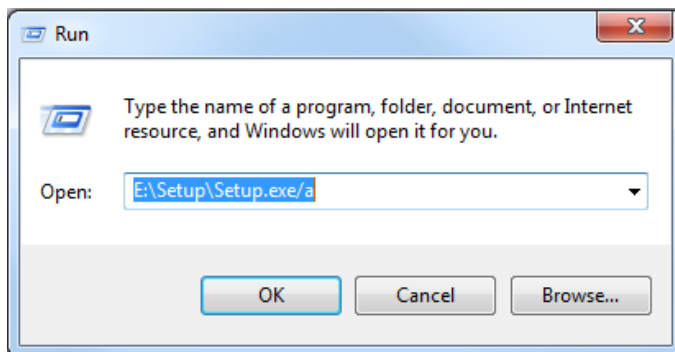 Run
Type the name of a program, folder, document, or Internet
resource, and Windows will open it for you.
Open: E:\Setup\Setup.exe/a
OK Cancel Browse...